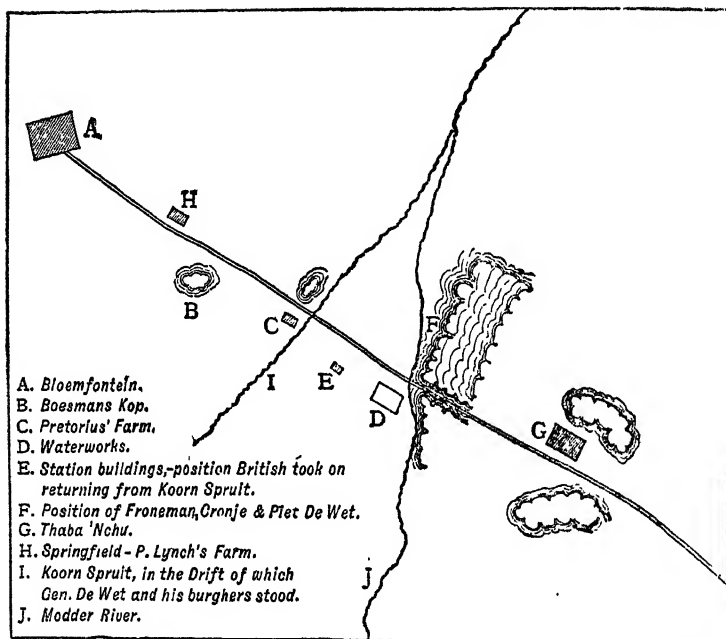 A
H
B
C
F
I
E
D
G
A. Bloemfontein.
B. Boesmans Kop.
C. Pretorius' Farm.
D. Waterworks.
E. Station buildings,-position British took on
returning from Koorn Spruit.
F. Position of Froneman, Cronje & Piet De Wet.
G. Thaba 'Nchu.
H. Springfield - P. Lynch's Farm.
I. Koorn Spruit, in the Drift of which
Gen. De Wet and his burghers stood.
J. Modder River.
J